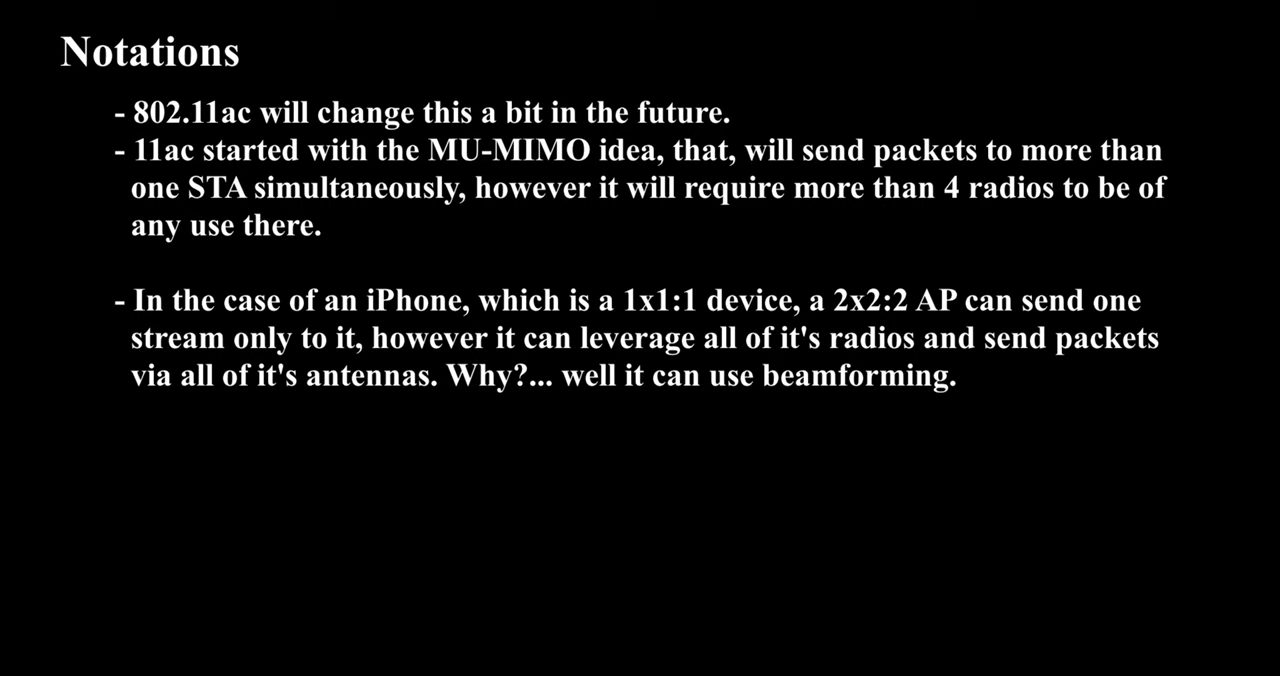 Notations
- 802.11ac will change this a bit in the future.
- 11ac started with the MU-MIMO idea, that, will send packets to more than
one STA simultaneously, however it will require more than 4 radios to be of
any use there.
- In the case of an iPhone, which is a 1x1:1 device, a 2x2:2 AP can send one
stream only to it, however it can leverage all of it's radios and send packets
via all of it's antennas. Why?... well it can use beamforming.